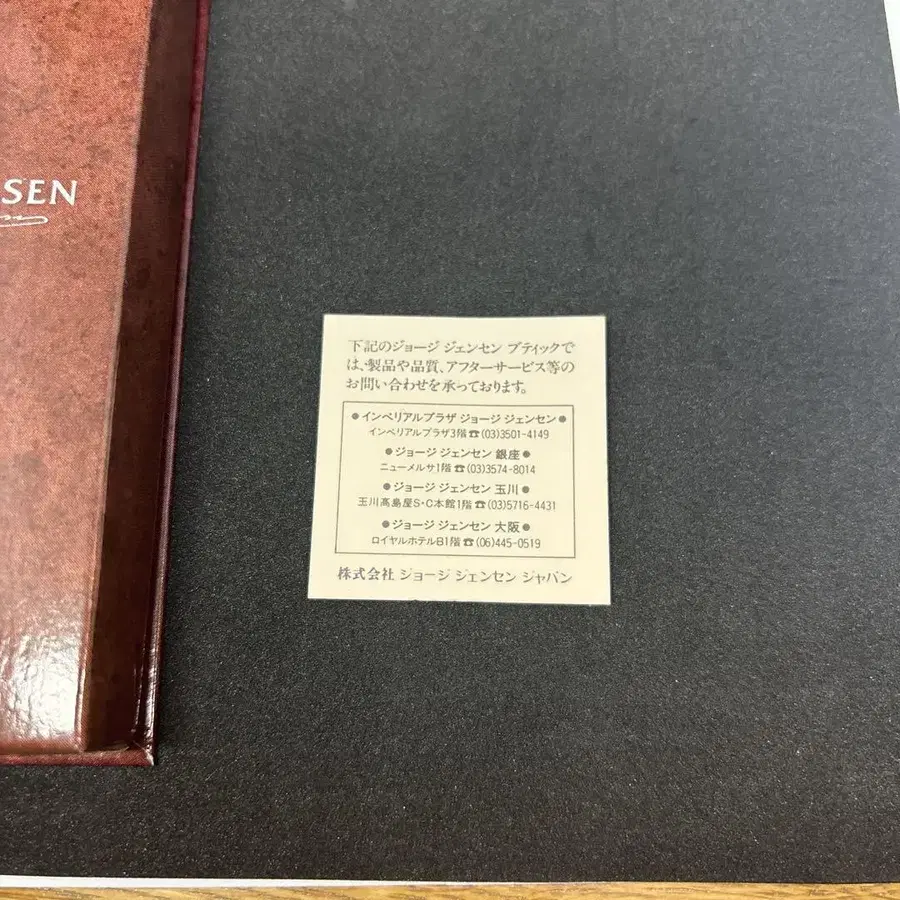 SEN
下記のジョージ ジェンセン ブティックで
は、製品や品質、アフターサービス等の
お問い合わせを承っております。
●インペリアルプラザ ジョージ ジェンセン●
インペリアルプラザ3階☎(03)3501-4149
●ジョージ ジェンセン 銀座●
ニューメルサ1階☎(03)3574-8014
●ジョージ ジェンセン 玉川●
玉川高島屋S・C本館1階☎(03)5716-4431
●ジョージ ジェンセン 大阪●
ロイヤルホテルB1階☎(06)445-0519
株式会社 ジョージ ジェンセン ジャパン